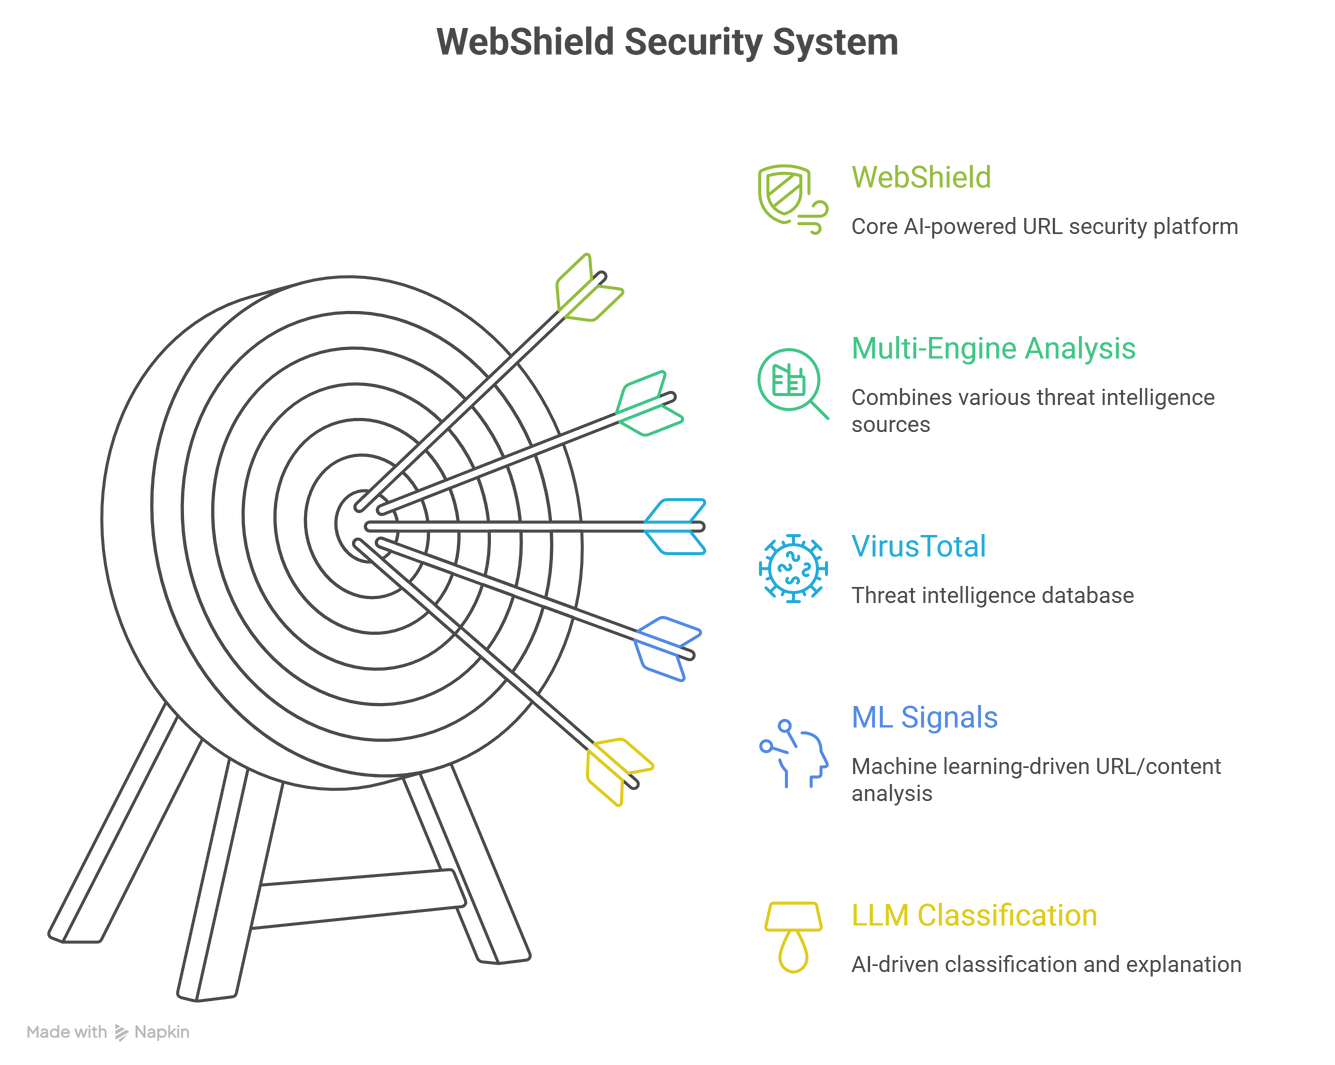 WebShield Security System
WebShield
Core AI-powered URL security platform
Multi-Engine Analysis
Combines various threat intelligence
sources
VirusTotal
Threat intelligence database
ML Signals
Machine learning-driven URL/content
analysis
LLM Classification
AI-driven classification and explanation
Made with Napkin